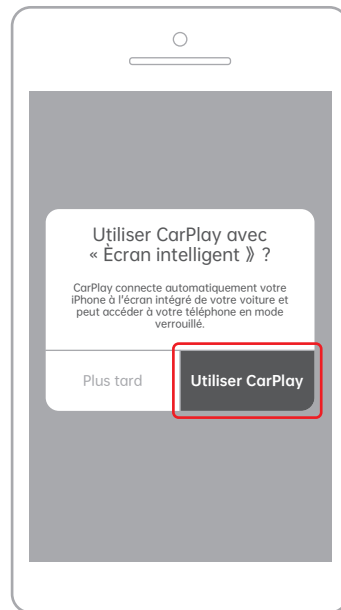 Utiliser CarPlay avec
« Ècran intelligent 》 ?
CarPlay connecte automatiquement votre
iPhone à l'écran intégré de votre voiture et
peut accéder à votre téléphone en mode
verrouillé.
Plus tard
Utiliser CarPlay